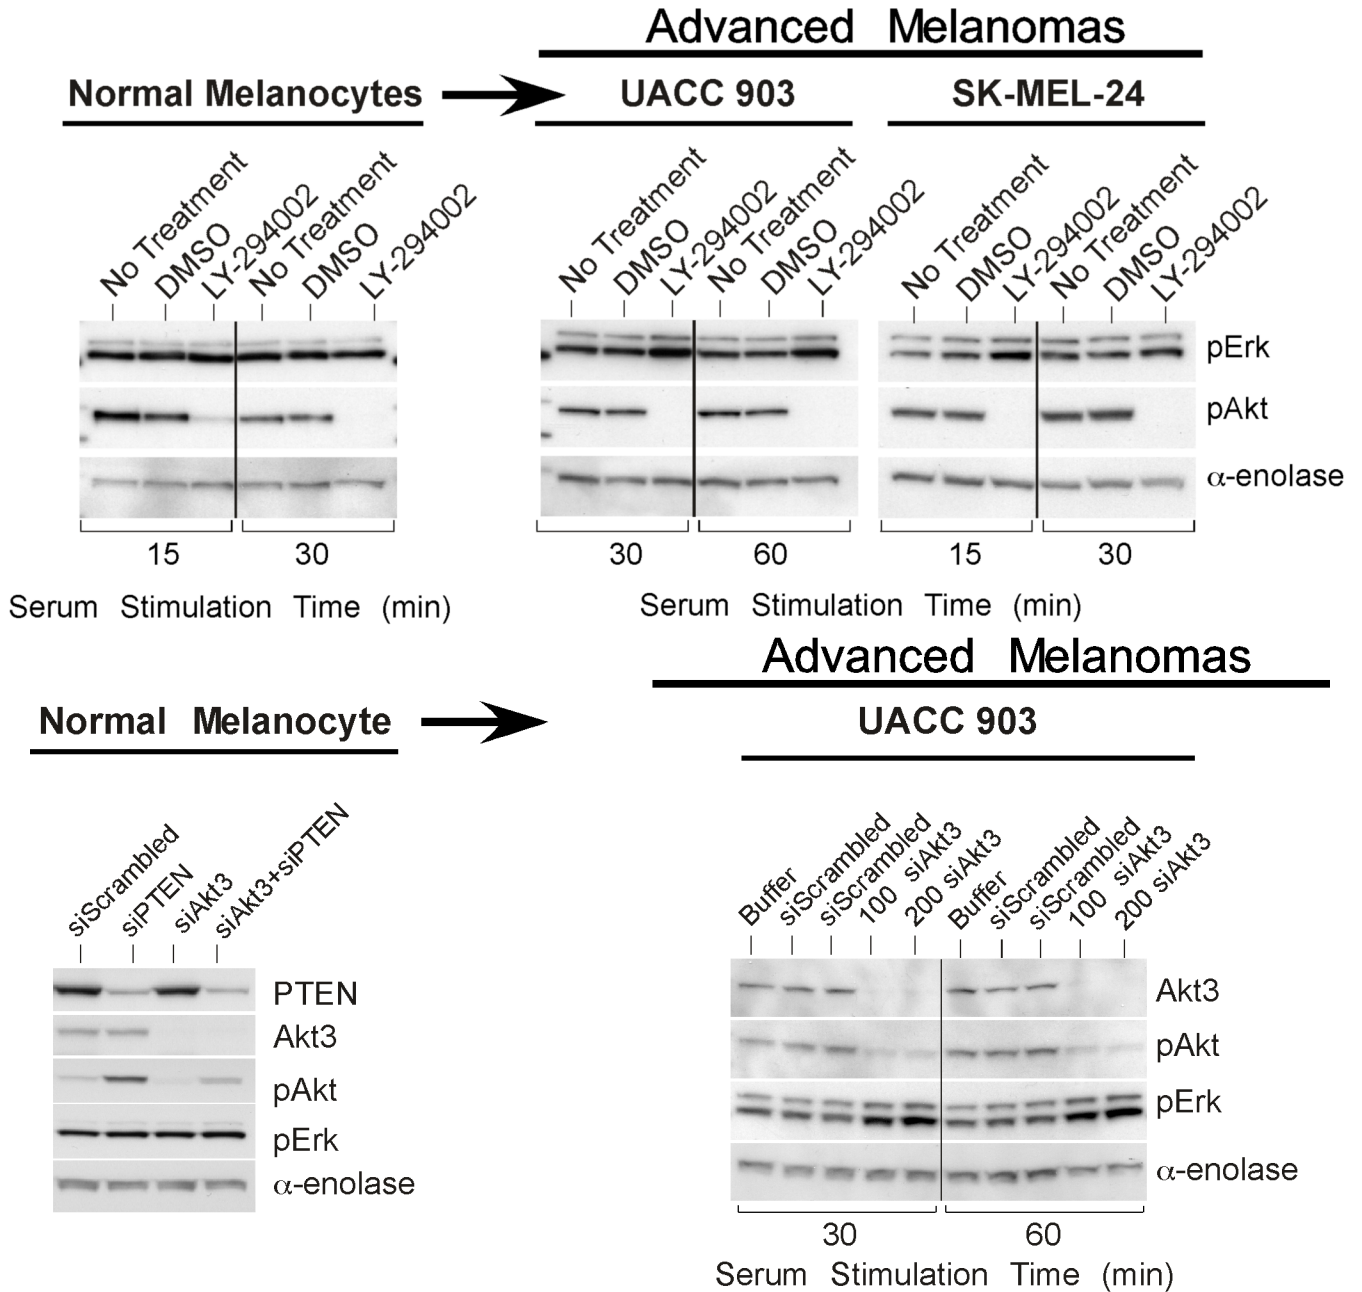 Advanced Melanomas
Normal Melanocytes UACC 903 SK-MEL-24
No Treatment DMSO LY-294002 No Treatment DMSO LY-294002 No Treatment DMSO LY-294002 No Treatment DMSO LY-294002 No Treatment DMSO LY-294002 No Treatment DMSO LY-294002
pErk
pAkt
α-enolase
15 30 30 60 15 30
Serum Stimulation Time (min) Serum Stimulation Time (min)
Advanced Melanomas
Normal Melanocyte UACC 903
siScrambled siPTEN siAkt3 siAkt3+siPTEN
PTEN
Akt3
pAkt
pErk
α-enolase
Buffer siScrambled siScrambled 100 siAkt3 200 siAkt3 Buffer siScrambled siScrambled 100 siAkt3 200 siAkt3
Akt3
pAkt
pErk
α-enolase
30 60
Serum Stimulation Time (min)